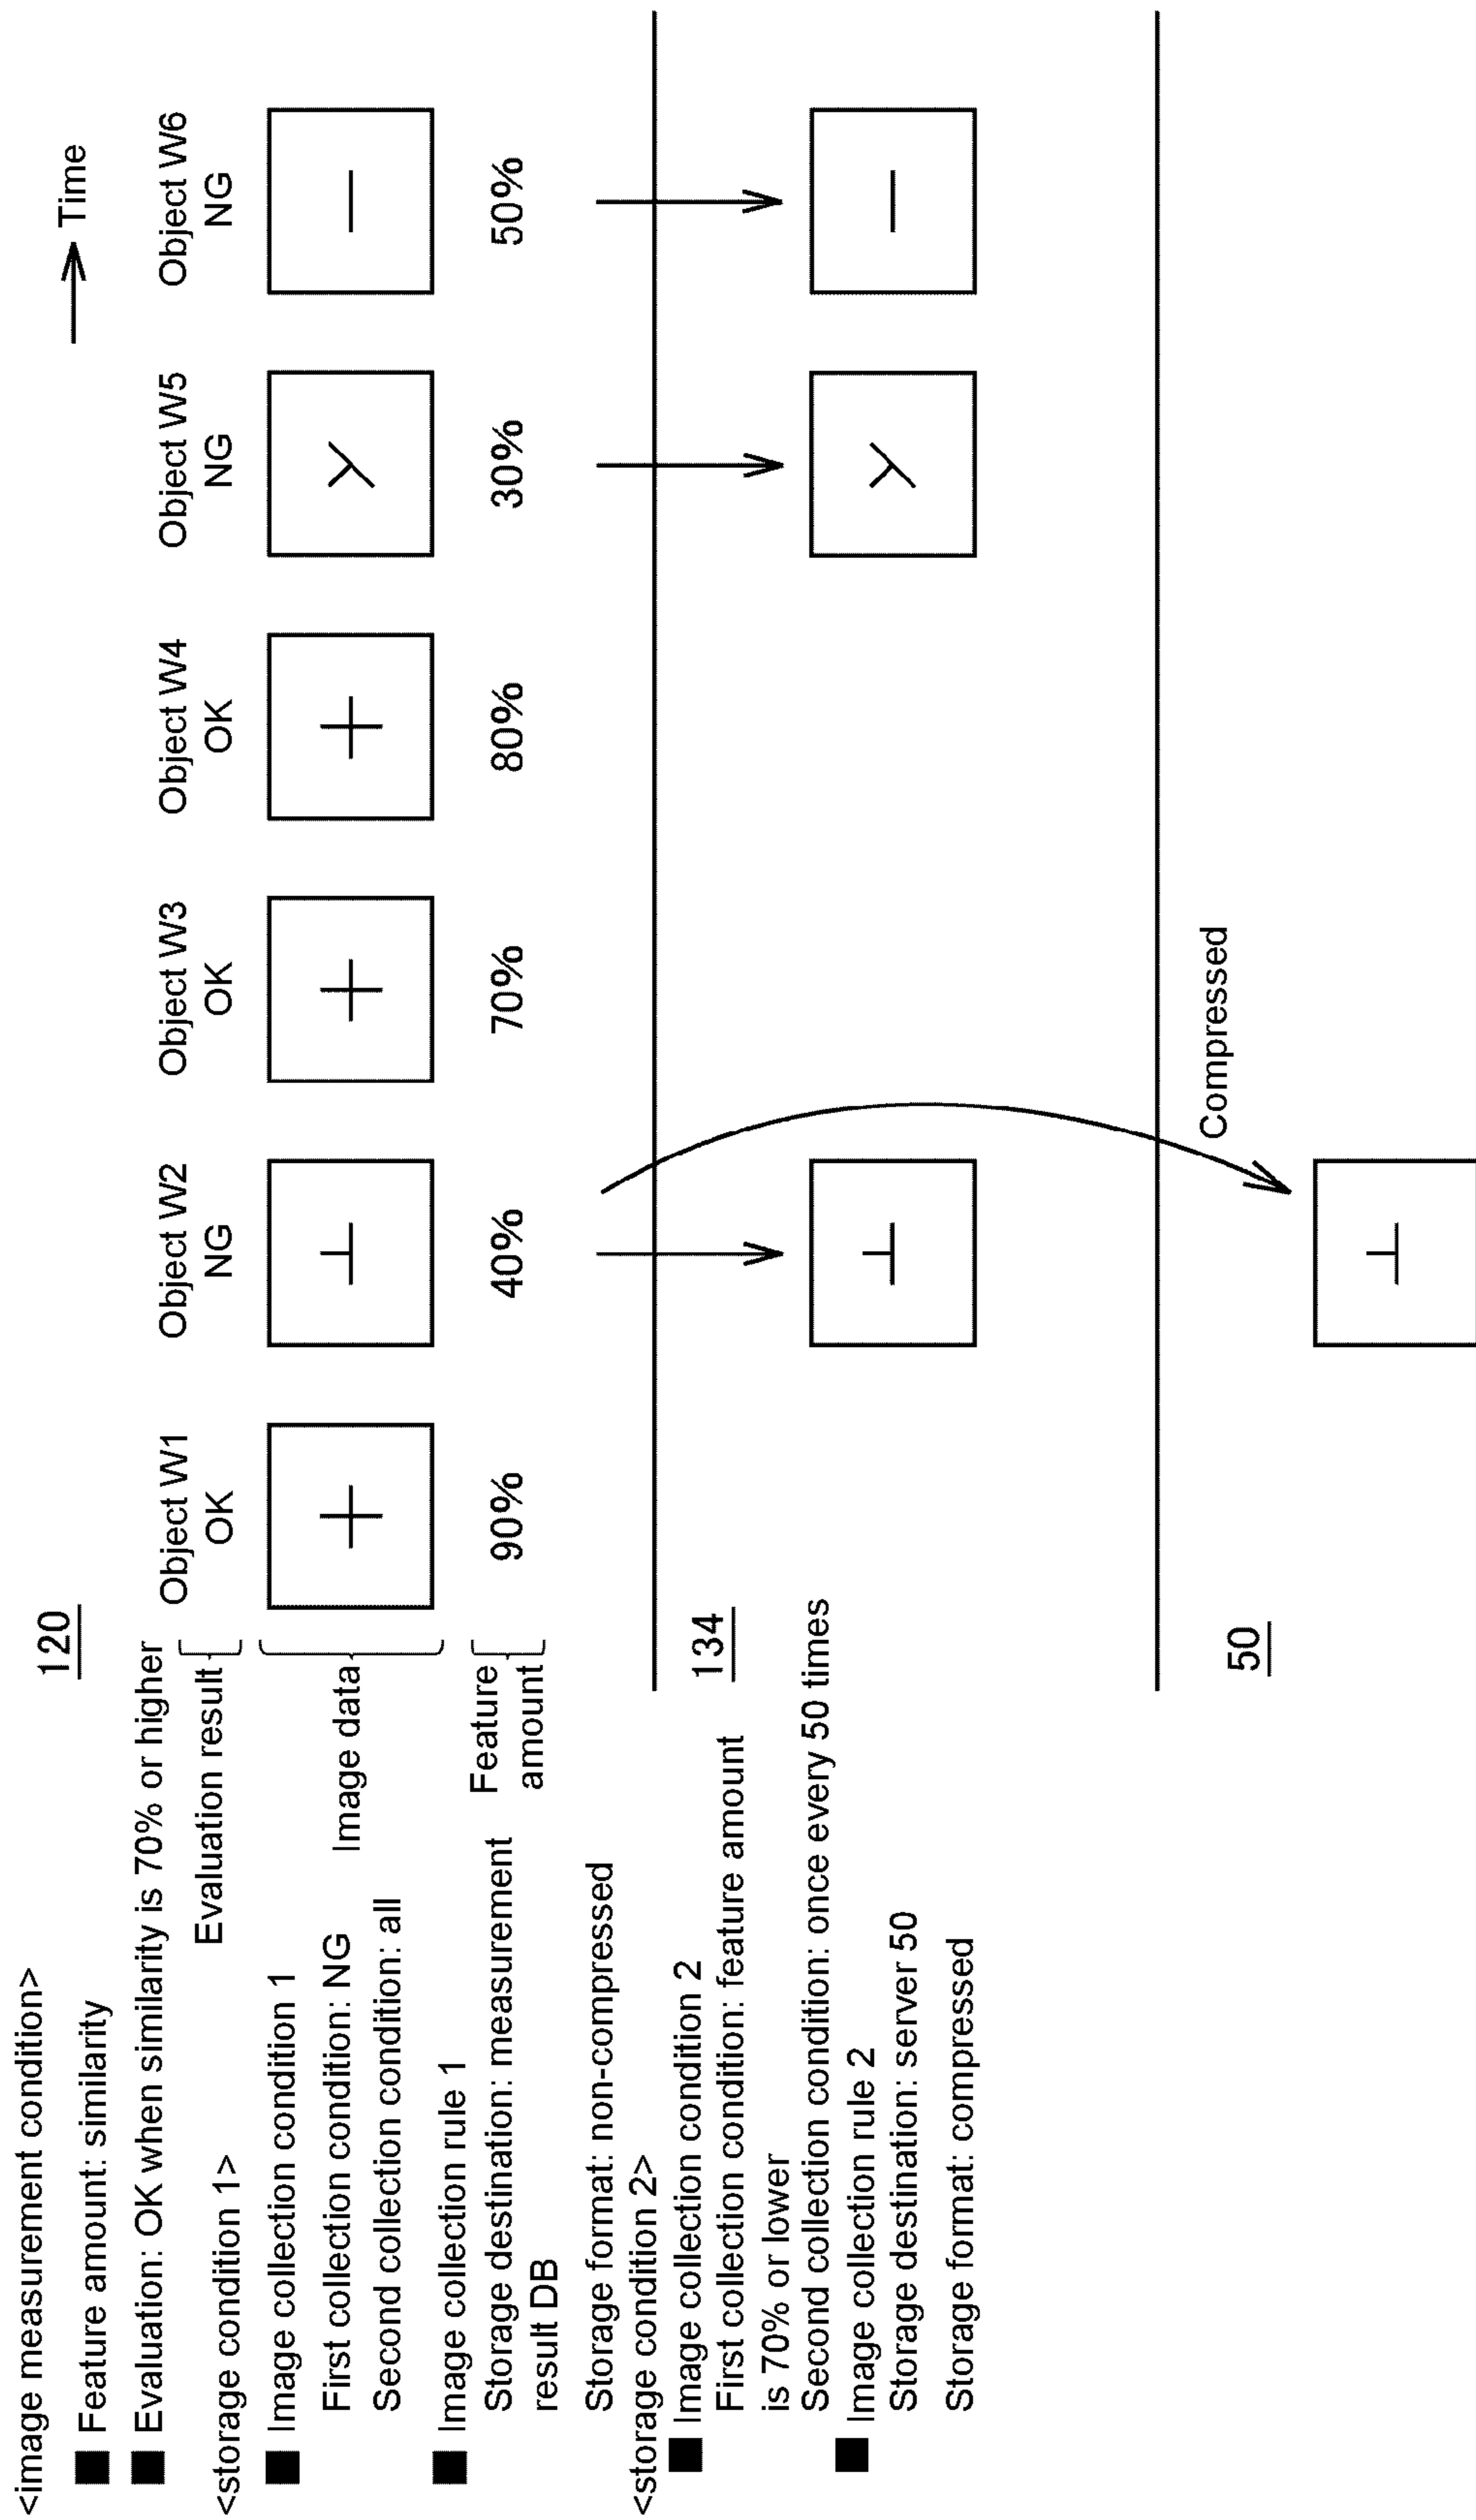 <image measurement condition>
■ Feature amount: similarity
■ Evaluation: OK when similarity is 70% or higher
Evaluation result
<storage condition 1>
■ Image collection condition 1
First collection condition: NG
Second collection condition: all
■ Image collection rule 1
Storage destination: measurement
result DB
Storage format: non-compressed
<storage condition 2>
■ Image collection condition 2
First collection condition: feature amount
is 70% or lower
Second collection condition: once every 50 times
■ Image collection rule 2
Storage destination: server 50
Storage format: compressed
Image data
Feature
amount
120
Time
Object W1
OK
90%
Object W2
NG
40%
Object W3
OK
70%
Object W4
OK
80%
Object W5
NG
30%
Object W6
NG
50%
134
50
Compressed